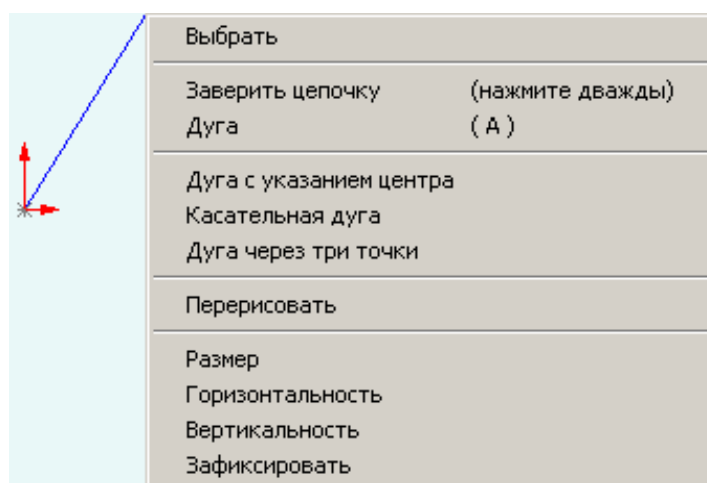 Выбрать
Заверить цепочку (нажмите дважды)
Дуга ( A )
Дуга с указанием центра
Касательная дуга
Дуга через три точки
Перерисовать
Размер
Горизонтальность
Вертикальность
Зафиксировать